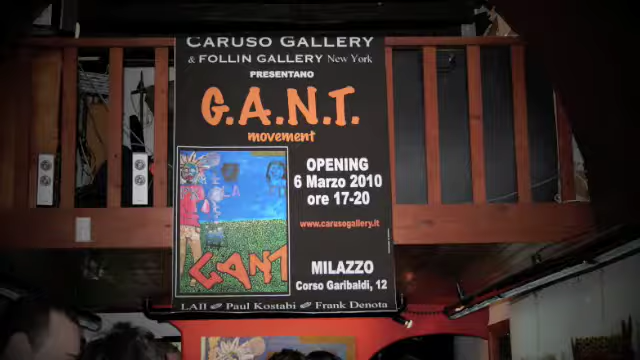 CARUSO GALLERY
& FOLLIN GALLERY New York
PRESENTANO
G.A.N.T.
movement
OPENING
6 Marzo 2010
ore 17-20
www.carusogallery.it
GANT
MILAZZO
Corso Garibaldi, 12
LAII Paul Kostabi Frank Denota